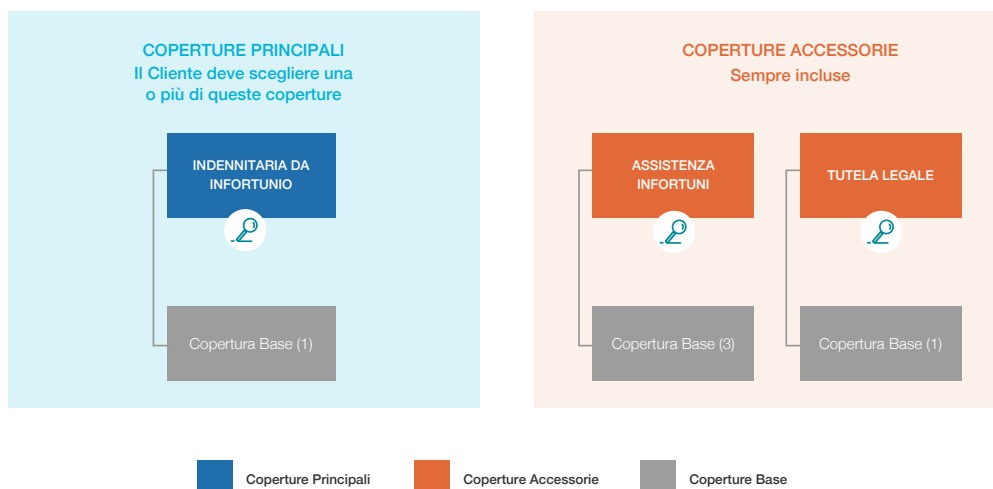 COPERTURE PRINCIPALI
Il Cliente deve scegliere una
o più di queste coperture
INDENNITARIA DA
INFORTUNIO
Copertura Base (1)
COPERTURE ACCESSORIE
Sempre incluse
ASSISTENZA
INFORTUNI
TUTELA LEGALE
Copertura Base (3)
Copertura Base (1)
Coperture Principali
Coperture Accessorie
Coperture Base